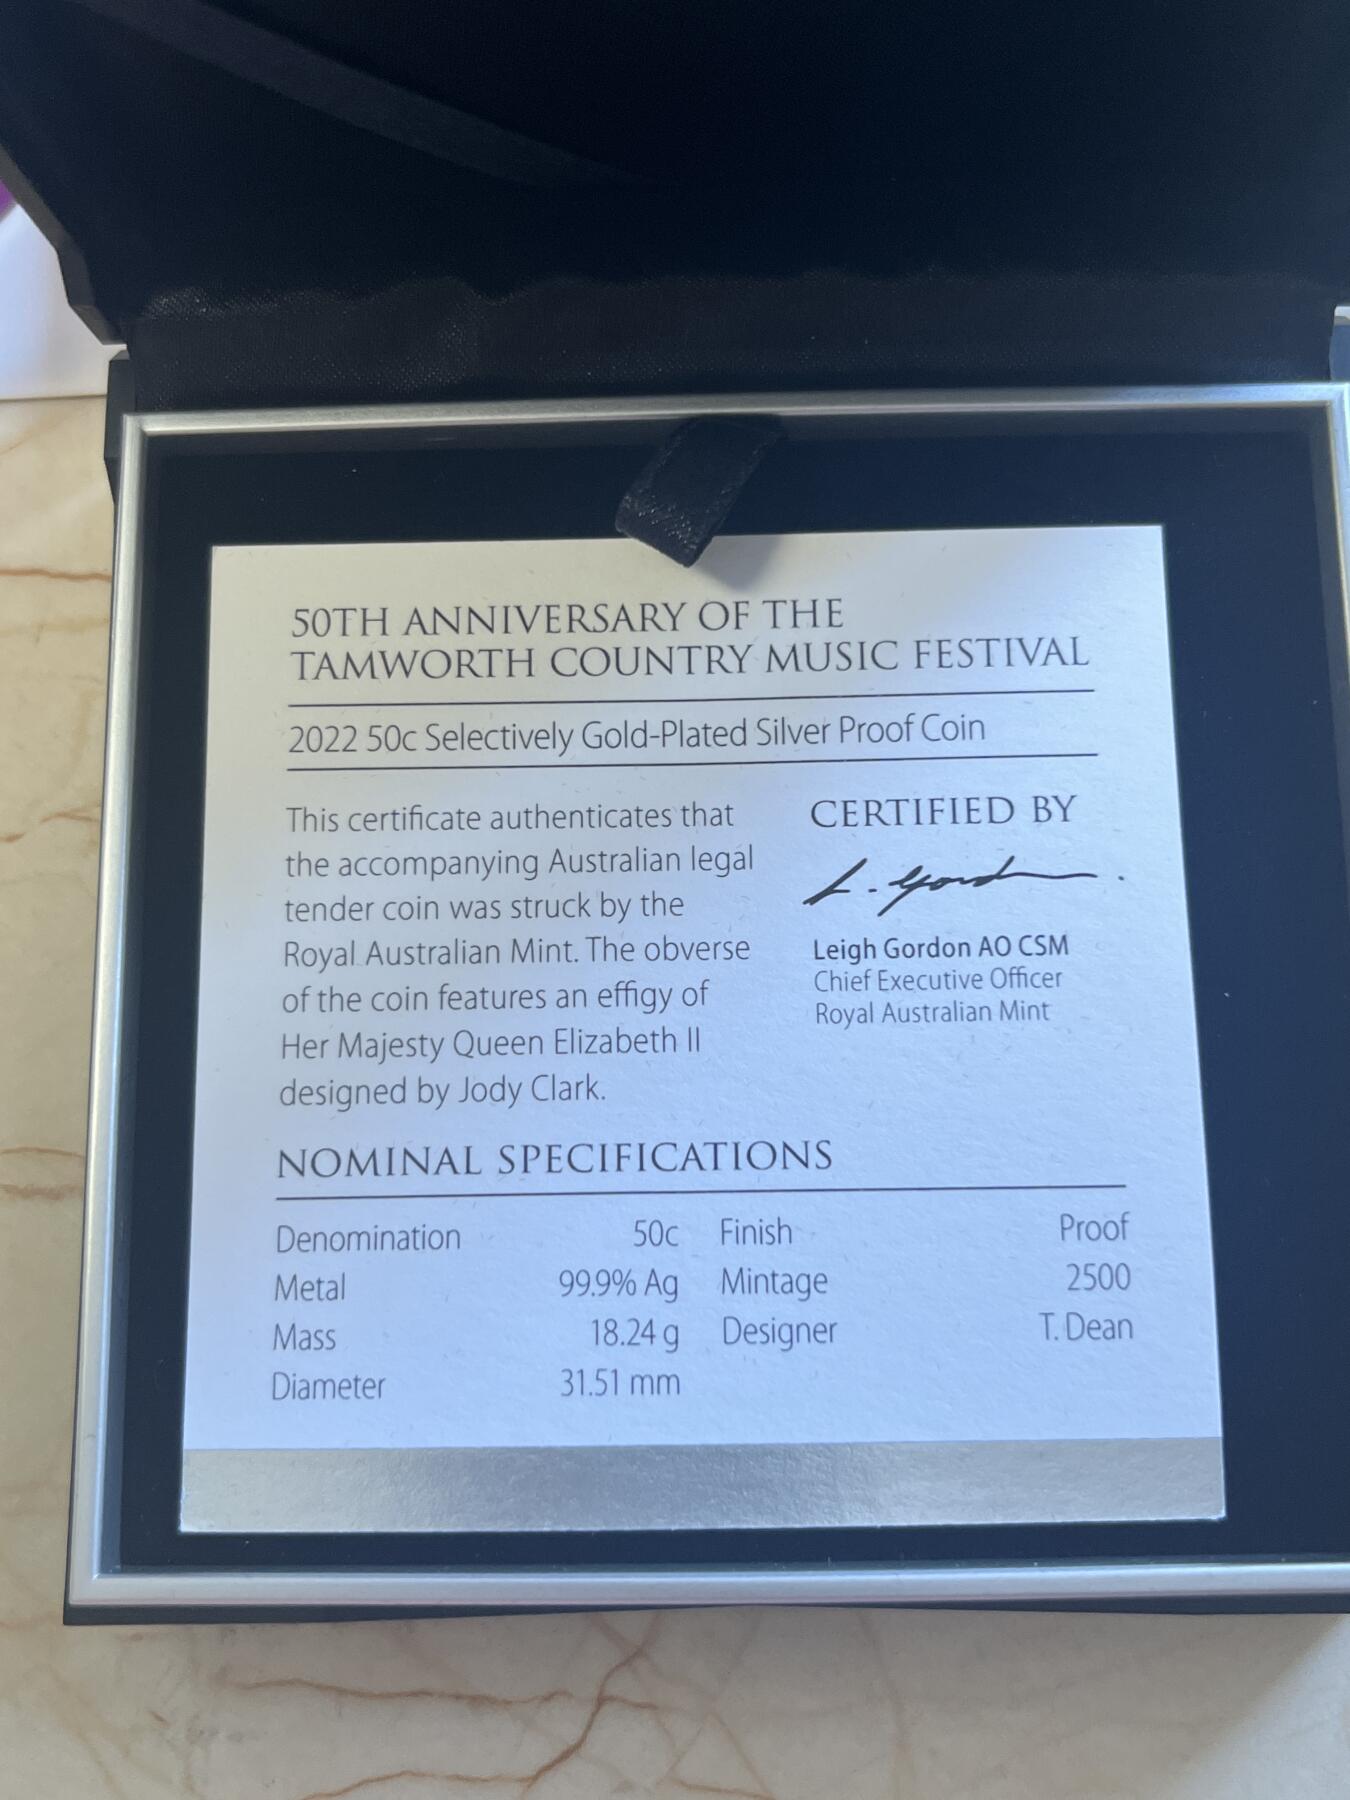 50TH ANNIVERSARY OF THE
TAMWORTH COUNTRY MUSIC FESTIVAL
2022 50c Selectively Gold-Plated Silver Proof Coin
This certificate authenticates that
the accompanying Australian legal
tender coin was struck by the
Royal Australian Mint. The obverse
of the coin features an effigy of
Her Majesty Queen Elizabeth II
designed by Jody Clark.
CERTIFIED BY
L. Gordon.
Leigh Gordon AO CSM
Chief Executive Officer
Royal Australian Mint
NOMINAL SPECIFICATIONS
Denomination 50c Finish Proof
Metal 99.9% Ag Mintage 2500
Mass 18.24 g Designer T. Dean
Diameter 31.51 mm